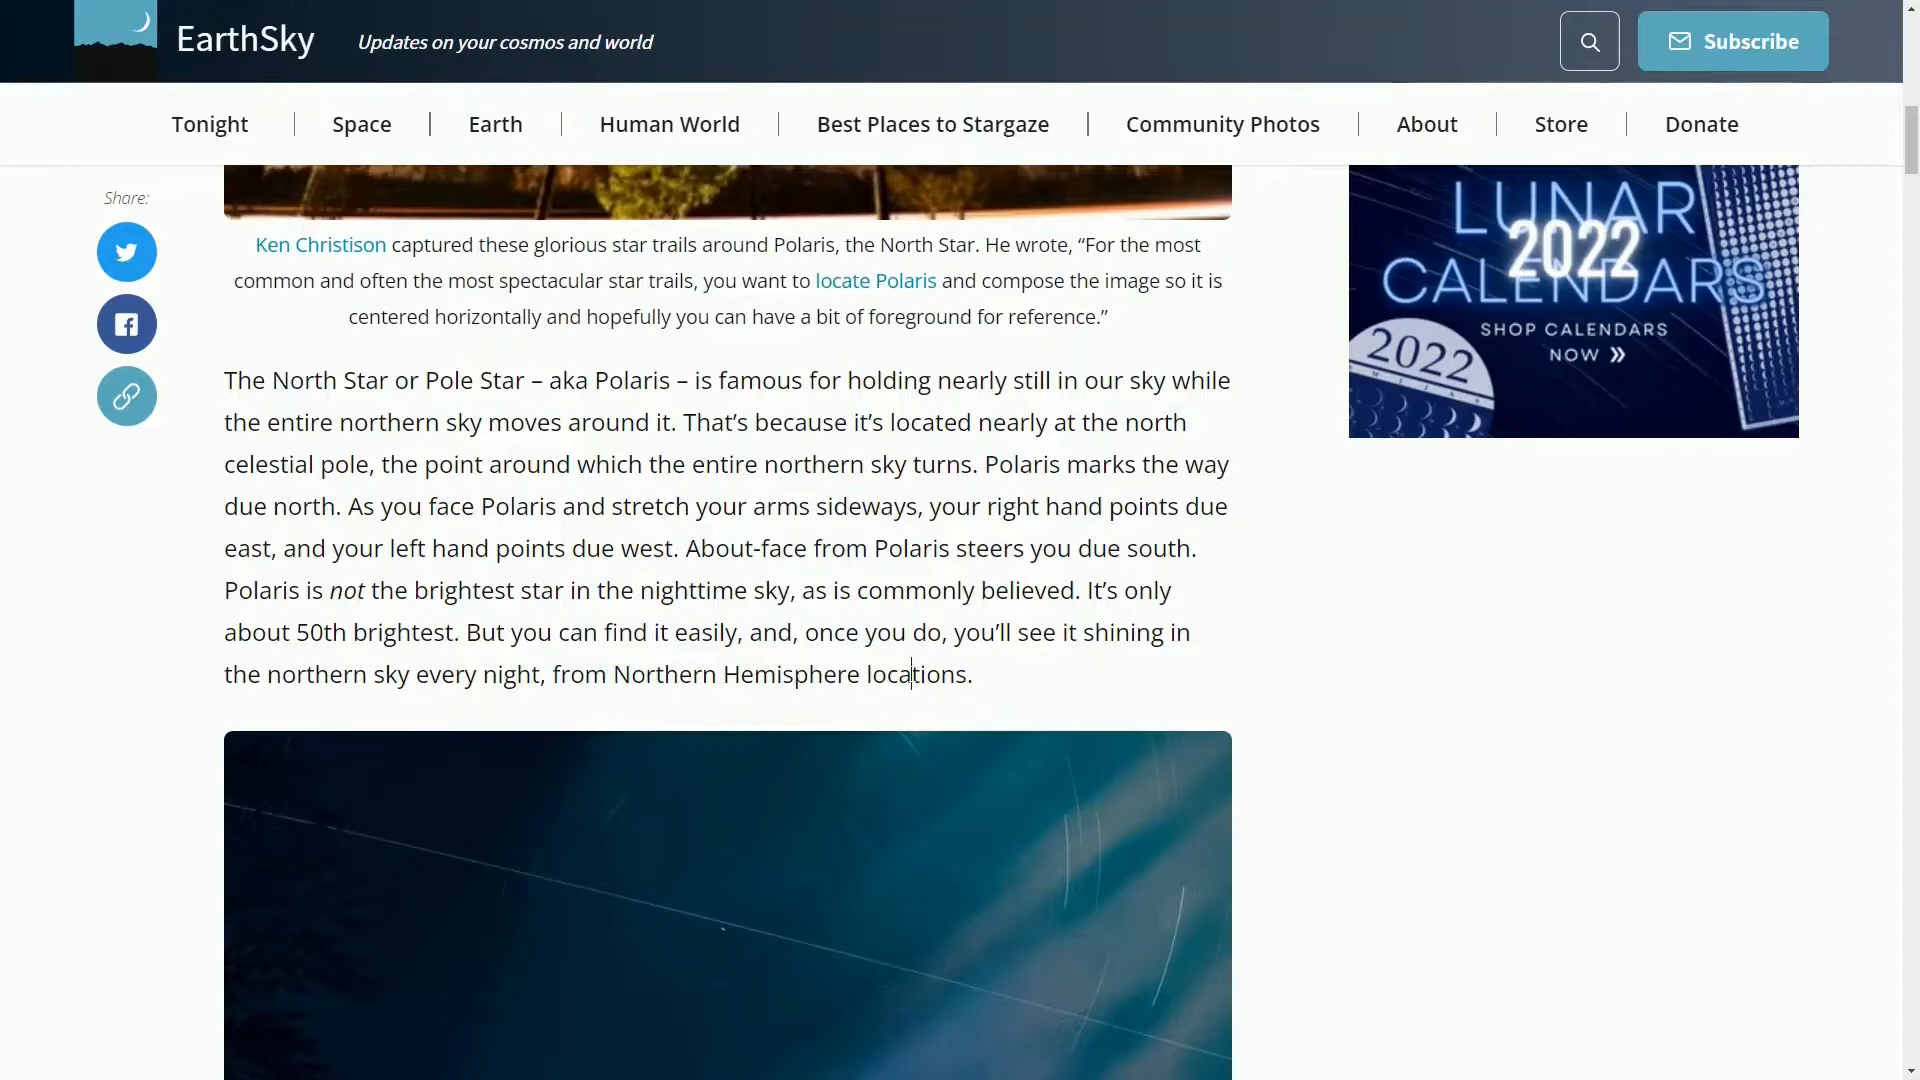 EarthSky
Updates on your cosmos and world
Subscribe
Tonight
Space
Earth
Human World
Best Places to Stargaze
Community Photos
About
Store
Donate
Share:
Ken Christison captured these glorious star trails around Polaris, the North Star. He wrote, “For the most
common and often the most spectacular star trails, you want to locate Polaris and compose the image so it is
centered horizontally and hopefully you can have a bit of foreground for reference.”
The North Star or Pole Star – aka Polaris – is famous for holding nearly still in our sky while
the entire northern sky moves around it. That’s because it’s located nearly at the north
celestial pole, the point around which the entire northern sky turns. Polaris marks the way
due north. As you face Polaris and stretch your arms sideways, your right hand points due
east, and your left hand points due west. About-face from Polaris steers you due south.
Polaris is not the brightest star in the nighttime sky, as is commonly believed. It’s only
about 50th brightest. But you can find it easily, and, once you do, you’ll see it shining in
the northern sky every night, from Northern Hemisphere locations.
LUNAR
2022
CALENDARS
SHOP CALENDARS
NOW »
2022